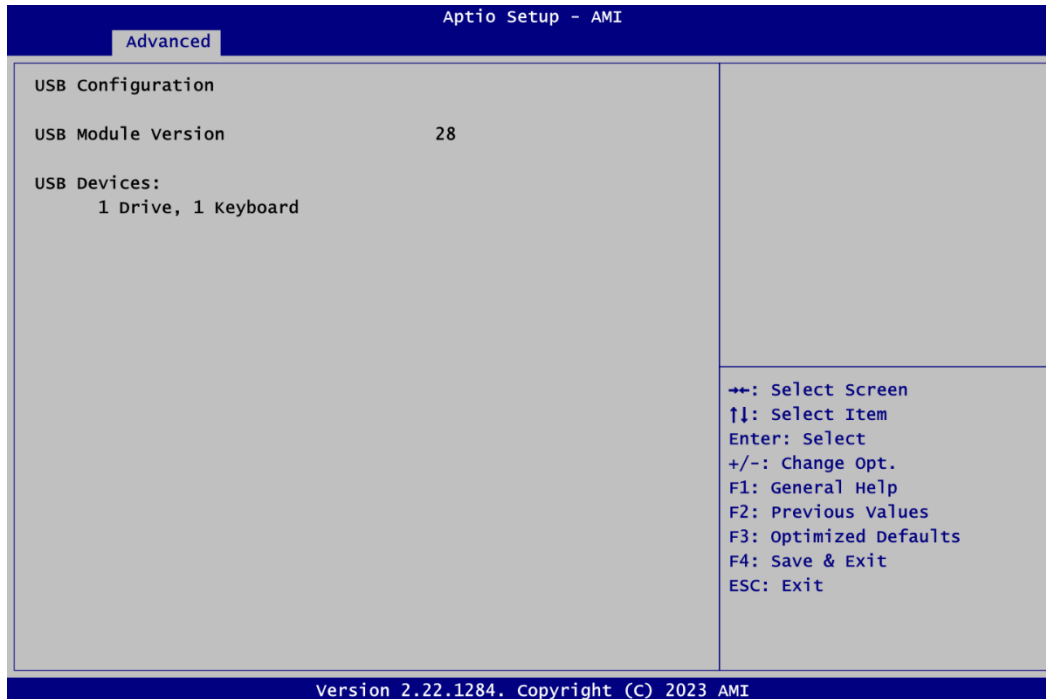 Aptio Setup - AMI
Advanced
USB Configuration
USB Module Version 28
USB Devices:
1 Drive, 1 Keyboard
→←: Select Screen
↑↓: Select Item
Enter: Select
+/-: Change Opt.
F1: General Help
F2: Previous Values
F3: Optimized Defaults
F4: Save & Exit
ESC: Exit
Version 2.22.1284. Copyright (C) 2023 AMI